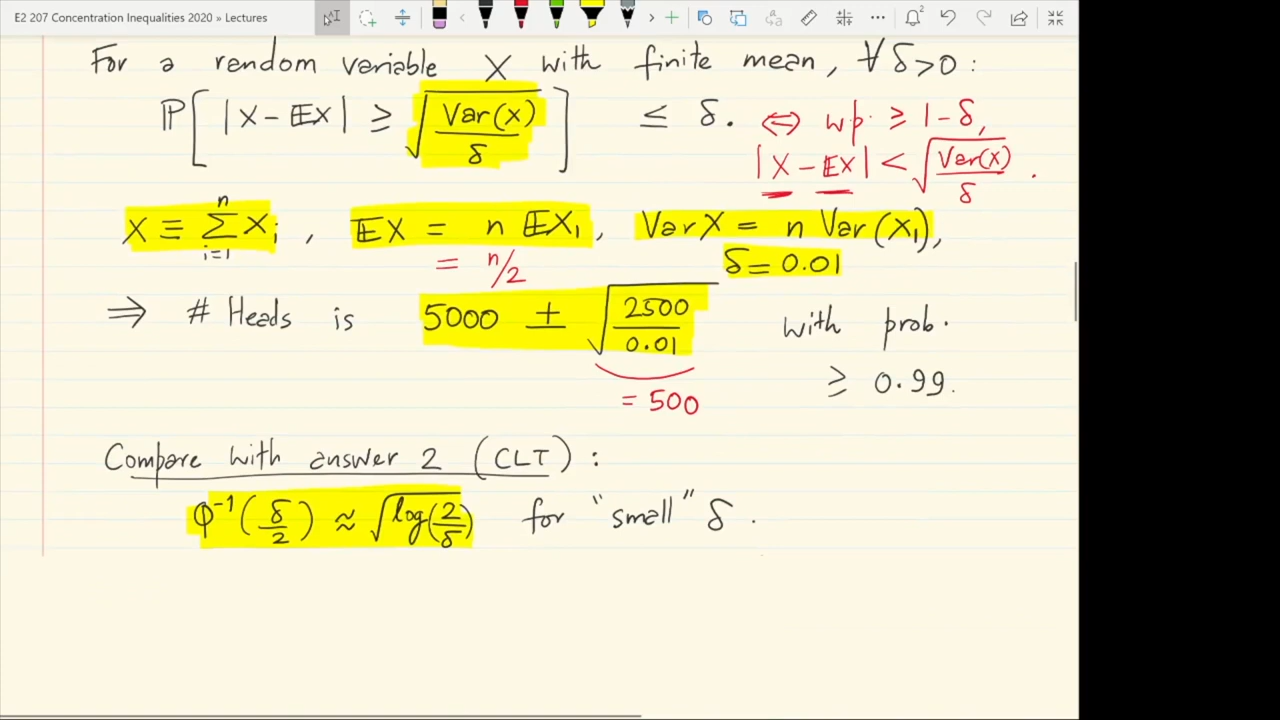 E2 207 Concentration Inequalities 2020 » Lectures
For a random variable X with finite mean, ∀ δ>0 :
ℙ[ |X - 𝔼X| ≥ √(Var(X)/δ) ] ≤ δ. ⇔ wp. ≥ 1-δ,
|X - 𝔼X| < √(Var(X)/δ) .
X ≡ ∑_{i=1}^{n} X_i , 𝔼X = n 𝔼X_1, Var X = n Var(X_1),
= n/2 δ = 0.01
⇒ # Heads is 5000 ± √(2500/0.01) with prob.
= 500 ≥ 0.99.
Compare with answer 2 (CLT) :
Φ^{-1}(δ/2) ≈ √log(2/δ) for "small" δ .